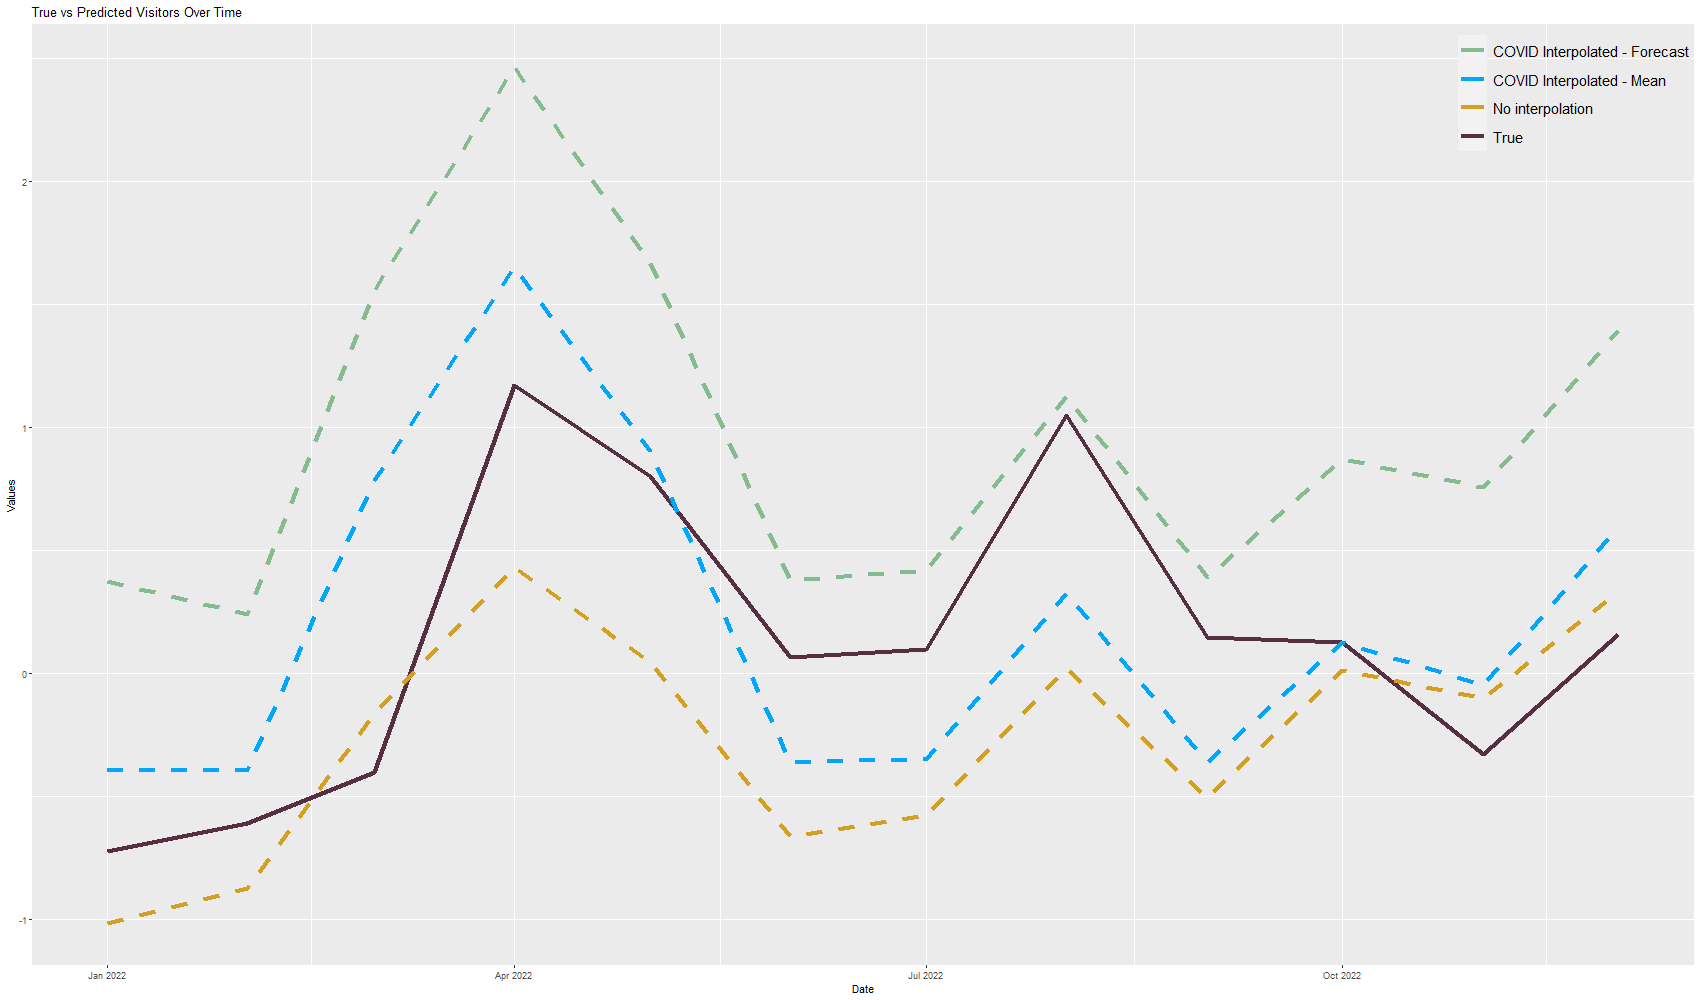 True vs Predicted Visitors Over Time
COVID Interpolated - Forecast
COVID Interpolated - Mean
No interpolation
True
2
1
0
-1
Values
Jan 2022
Apr 2022
Jul 2022
Oct 2022
Date